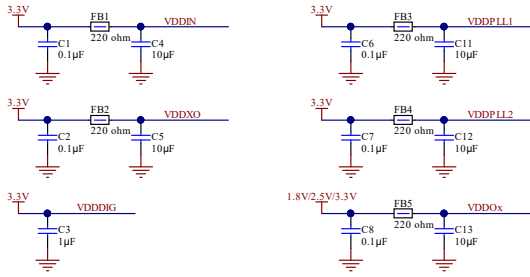 3.3V
FB1
VDDIN
C1
0.1µF
220 ohm
C4
10µF
3.3V
FB3
VDDPLL1
C6
0.1µF
220 ohm
C11
10µF
3.3V
FB2
VDDXO
C2
0.1µF
220 ohm
C5
10µF
3.3V
FB4
VDDPLL2
C7
0.1µF
220 ohm
C12
10µF
3.3V
VDDDIG
C3
1µF
1.8V/2.5V/3.3V
FB5
VDDOx
C8
0.1µF
220 ohm
C13
10µF